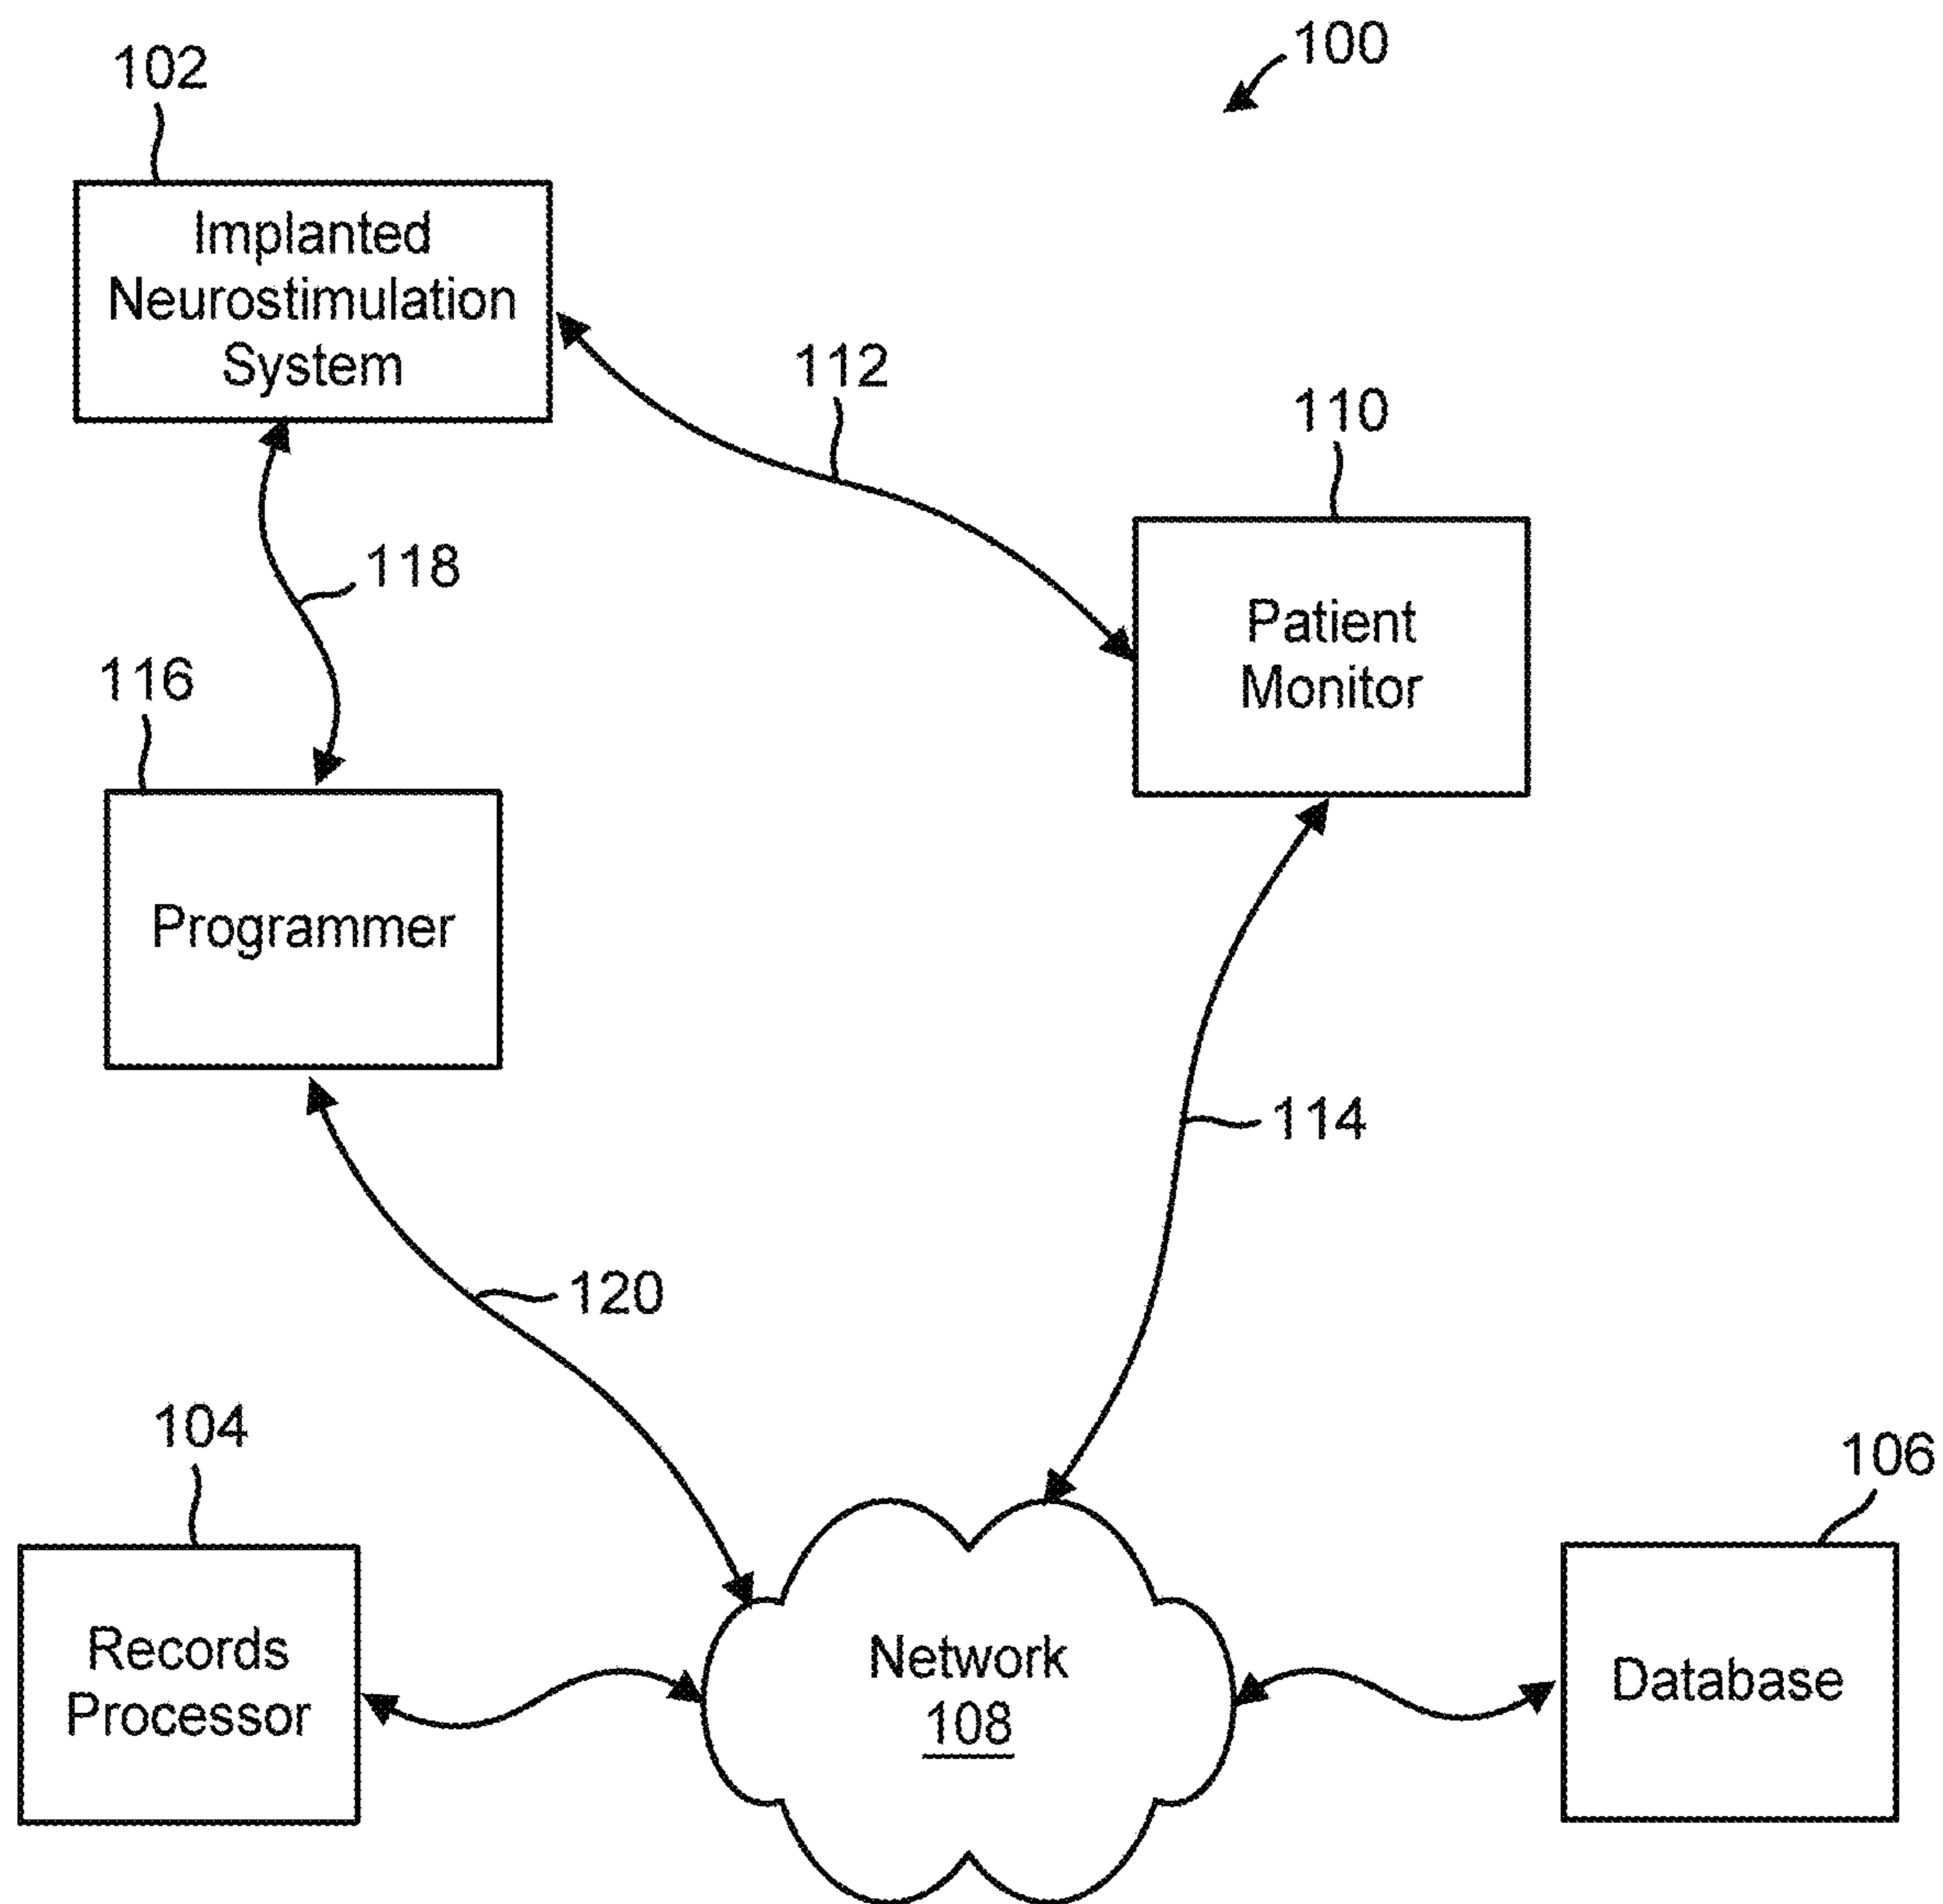 100
102
Implanted
Neurostimulation
System
112
110
118
Patient
Monitor
116
Programmer
114
120
104
106
Records
Processor
Network
108
Database